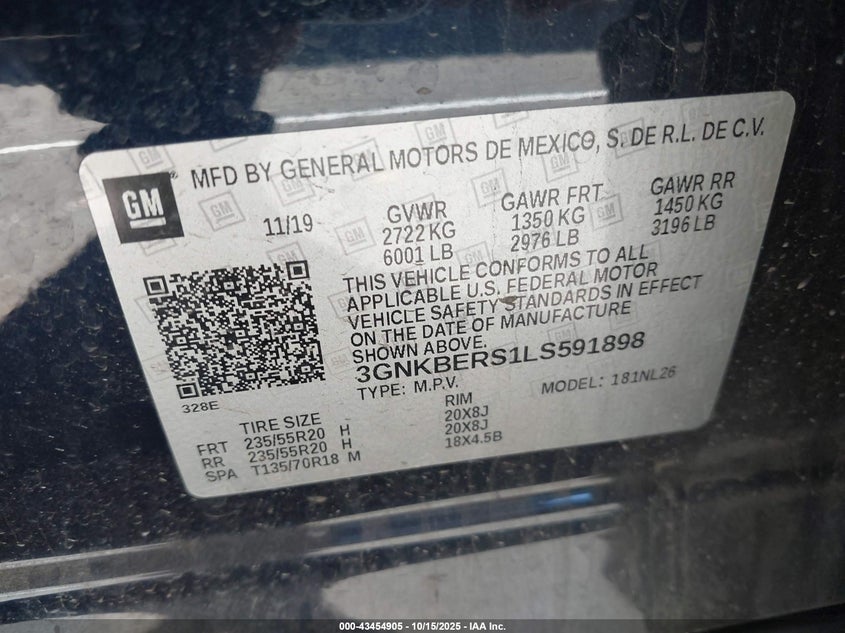 MFD BY GENERAL MOTORS DE MEXICO, S. DE R.L. DE C.V.
GM
11/19
GVWR GAWR FRT GAWR RR
2722 KG 1350 KG 1450 KG
6001 LB 2976 LB 3196 LB
THIS VEHICLE CONFORMS TO ALL
APPLICABLE U.S. FEDERAL MOTOR
VEHICLE SAFETY STANDARDS IN EFFECT
ON THE DATE OF MANUFACTURE
SHOWN ABOVE.
3GNKBERS1LS591898
TYPE: M.P.V. MODEL: 181NL26
328E
TIRE SIZE RIM
FRT 235/55R20 H 20X8J
RR 235/55R20 H 20X8J
SPA T135/70R18 M 18X4.5B
000-43454905 - 10/15/2025 - IAA Inc.